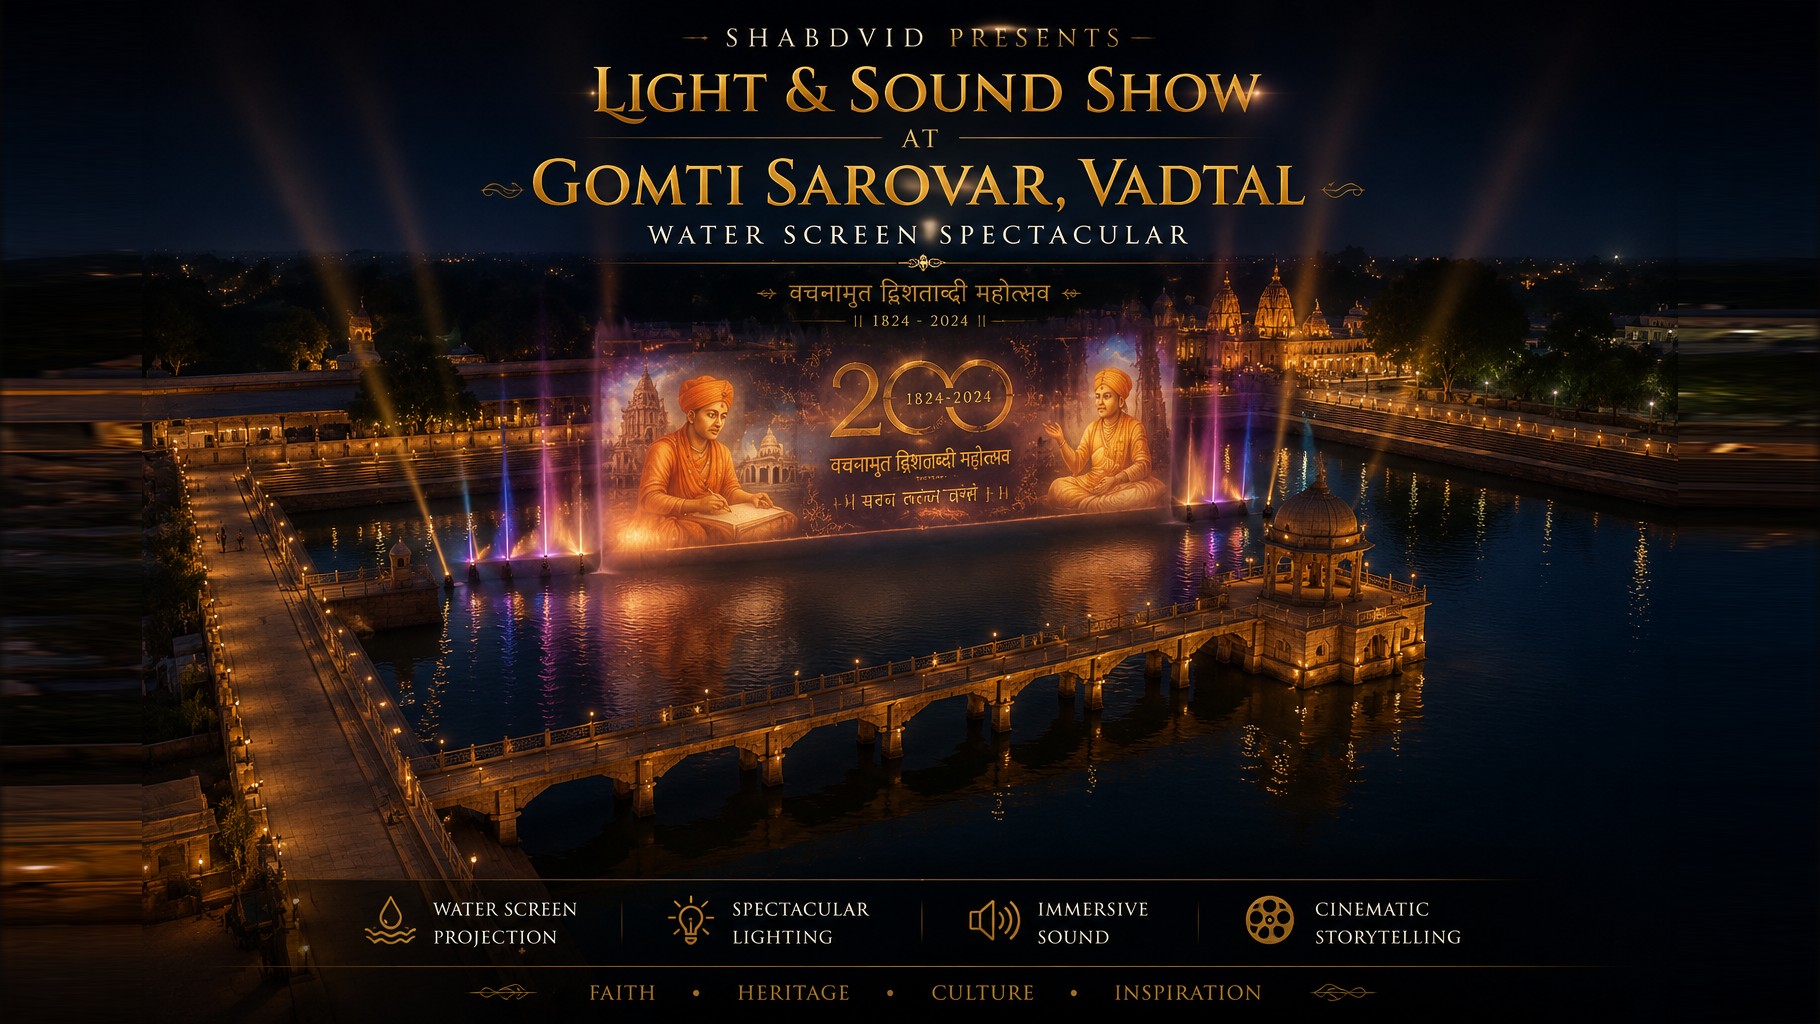 SHABDVID PRESENTS
LIGHT & SOUND SHOW
AT
GOMTI SAROVAR, VADTAL
WATER SCREEN SPECTACULAR
वचनामुत द्विशताब्दी महोत्सव
|| 1824 - 2024 ||
200
1824-2024
वचनामुत द्विशताब्दी महोत्सव
WATER SCREEN
PROJECTION
SPECTACULAR
LIGHTING
IMMERSIVE
SOUND
CINEMATIC
STORYTELLING
FAITH • HERITAGE • CULTURE • INSPIRATION